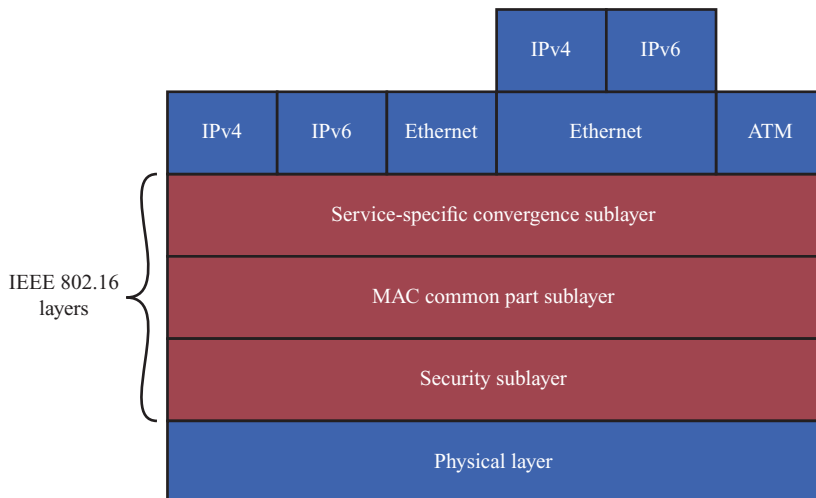 IPv4
IPv6
IPv4
IPv6
Ethernet
Ethernet
ATM
Service-specific convergence sublayer
IEEE 802.16
layers
MAC common part sublayer
Security sublayer
Physical layer